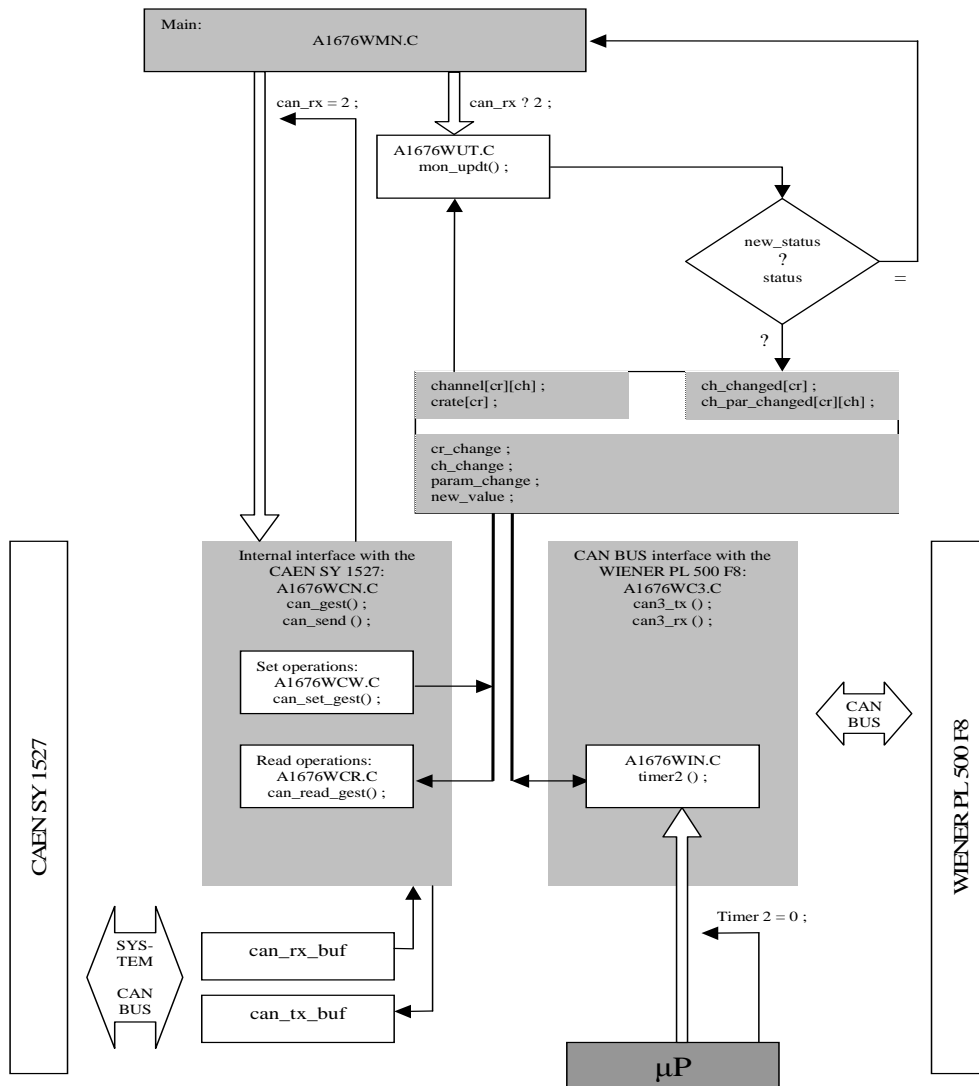 Main:
A1676WMN.C
can_rx = 2 ;
can_rx ? 2 ;
A1676WUT.C
mon_updt() ;
new_status
?
status
=
?
channel[cr][ch] ;
crate[cr] ;
ch_changed[cr] ;
ch_par_changed[cr][ch] ;
cr_change ;
ch_change ;
param_change ;
new_value ;
Internal interface with the
CAEN SY 1527:
A1676WCN.C
can_gest() ;
can_send () ;
CAN BUS interface with the
WIENER PL 500 F8:
A1676WC3.C
can3_tx () ;
can3_rx () ;
Set operations:
A1676WCW.C
can_set_gest() ;
Read operations:
A1676WCR.C
can_read_gest() ;
A1676WIN.C
timer2 () ;
CAN
BUS
CAEN SY 1527
WIENER PL 500 F8
Timer 2 = 0 ;
SYS-
TEM
CAN
BUS
can_rx_buf
can_tx_buf
µP